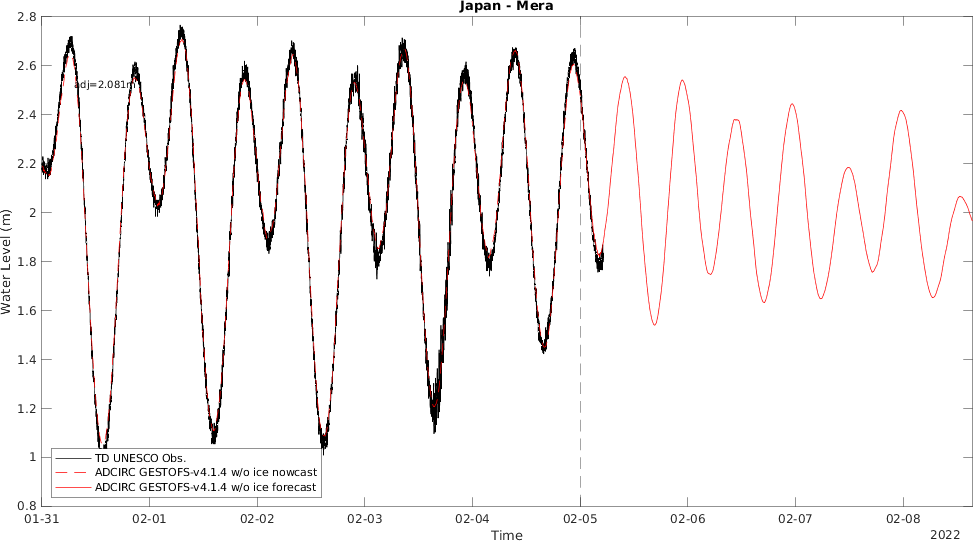 Japan - Mera
2.8
2.6
adj=2.081m
2.4
2.2
2
Water Level (m)
1.8
1.6
1.4
1.2
1
TD UNESCO Obs.
ADCIRC GESTOFS-v4.1.4 w/o ice nowcast
ADCIRC GESTOFS-v4.1.4 w/o ice forecast
0.8
01-31 02-01 02-02 02-03 02-04 02-05 02-06 02-07 02-08
Time
2022